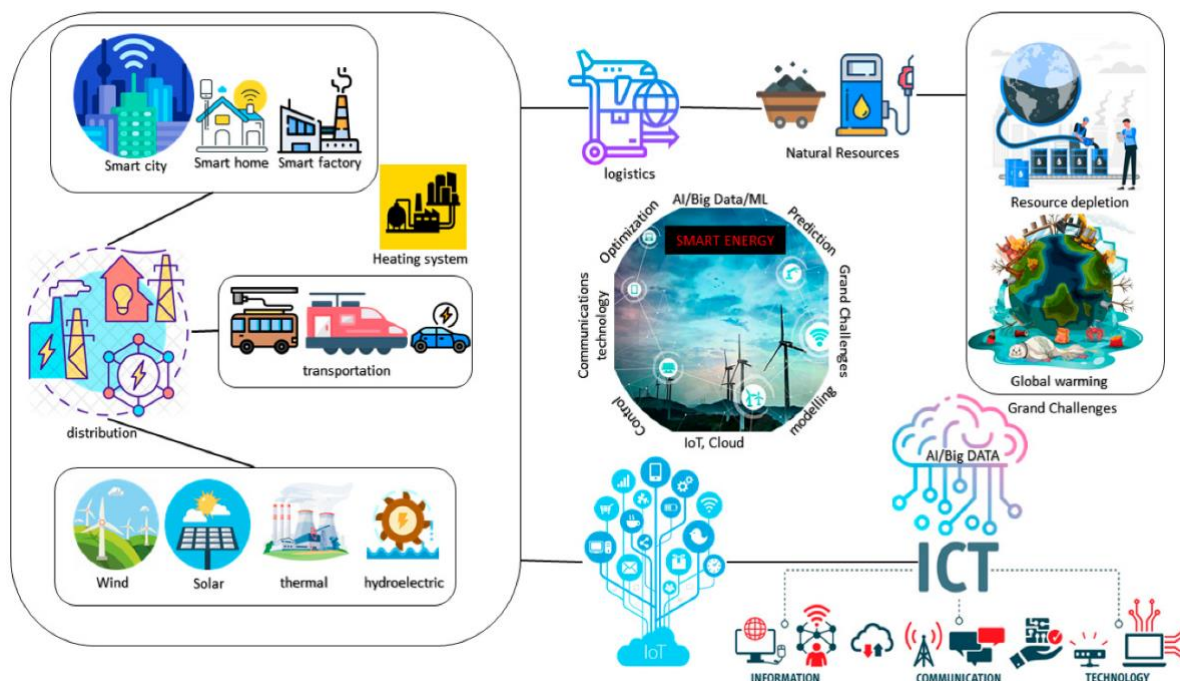 Smart city
Smart home
Smart factory
Heating system
distribution
transportation
Wind
Solar
thermal
hydroelectric
logistics
Natural Resources
AI/Big Data/ML
Optimization
Prediction
SMART ENERGY
Communications
technology
Grand Challenges
Control
modelling
IoT, Cloud
Resource depletion
Global warming
Grand Challenges
AI/Big DATA
IoT
ICT
INFORMATION
COMMUNICATION
TECHNOLOGY